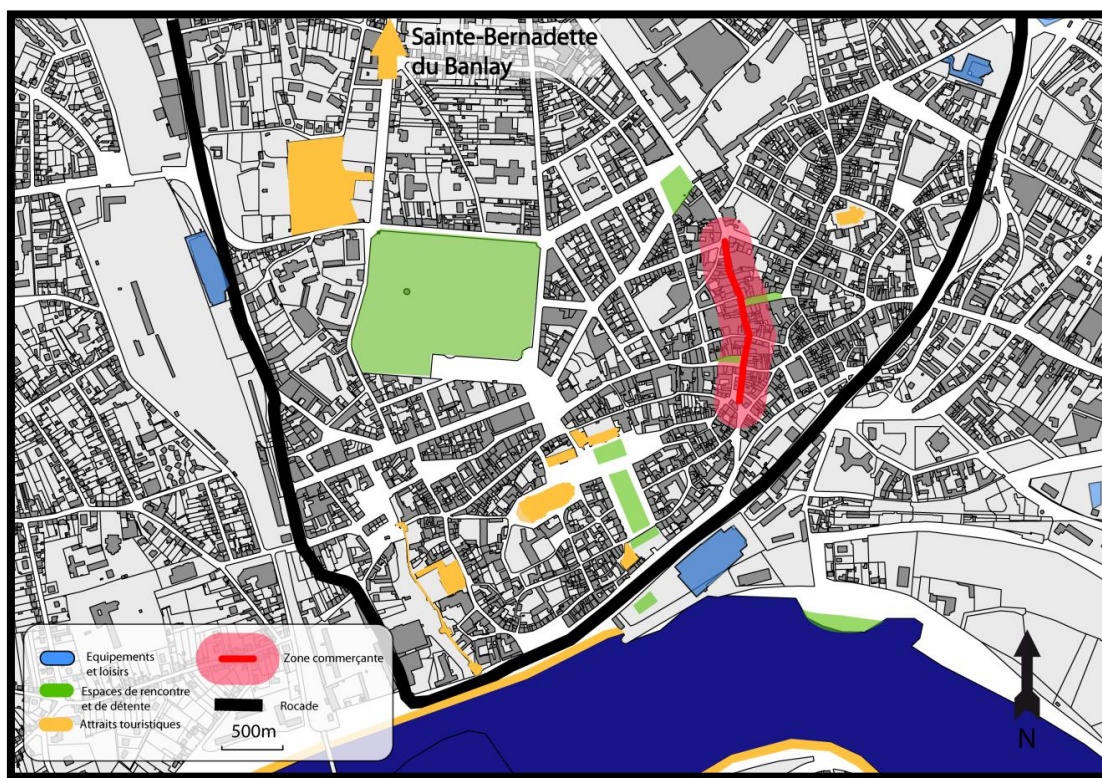 Sainte-Bernadette
du Banlay
Equipements
et loisirs
Espaces de rencontre
et de détente
Attraits touristiques
500m
Zone commerçante
Rocade
N